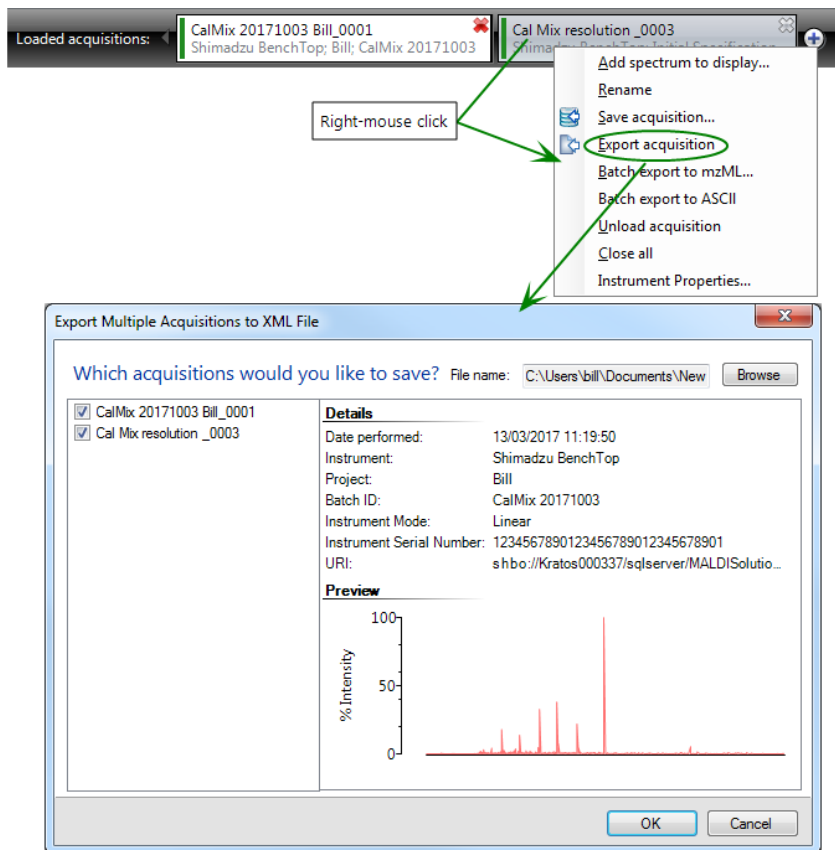 Loaded acquisitions:
CalMix 20171003 Bill_0001
Shimadzu BenchTop; Bill; CalMix 20171003
Cal Mix resolution _0003
Shimadzu BenchTop; Initial Specification
Add spectrum to display...
Rename
Right-mouse click
Save acquisition...
Export acquisition
Batch export to mzML...
Batch export to ASCII
Unload acquisition
Close all
Instrument Properties...
Export Multiple Acquisitions to XML File
Which acquisitions would you like to save? File name: C:\Users\bill\Documents\New Browse
CalMix 20171003 Bill_0001
Cal Mix resolution _0003
Details
Date performed: 13/03/2017 11:19:50
Instrument: Shimadzu BenchTop
Project: Bill
Batch ID: CalMix 20171003
Instrument Mode: Linear
Instrument Serial Number: 1234567890123456789012345678901
URI: shbo://Kratos000337/sqlserver/MALDISolutio...
Preview
100
% Intensity
50
0
OK Cancel